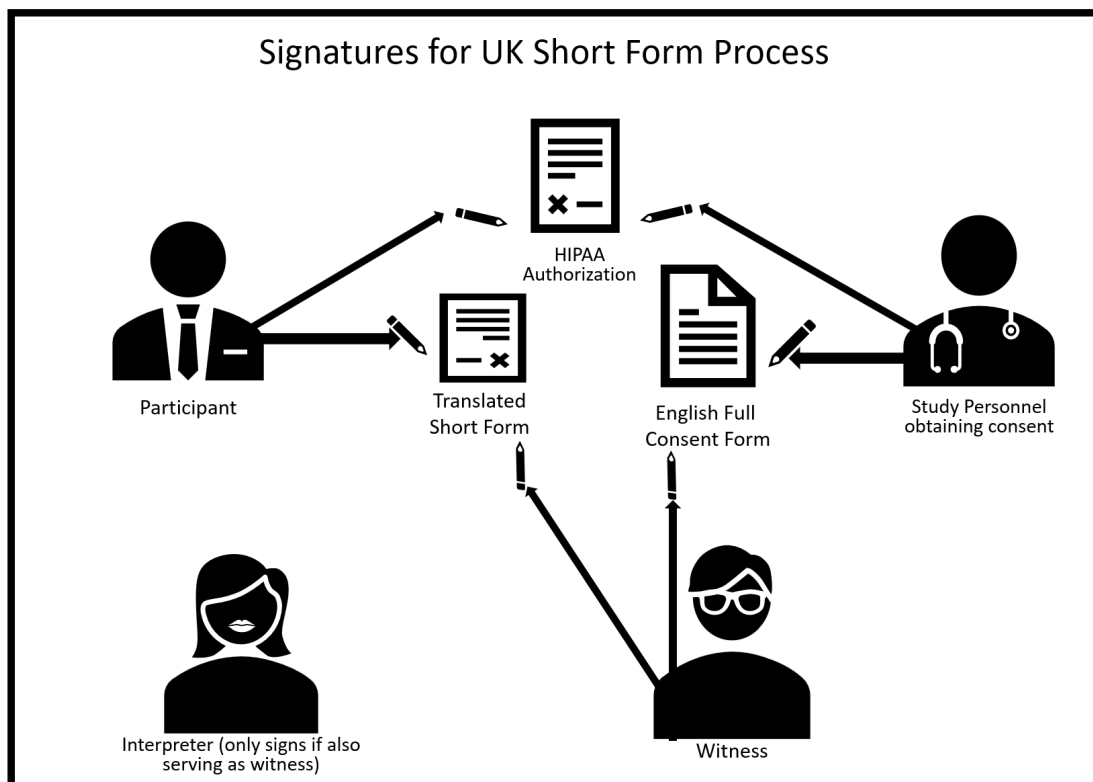 Signatures for UK Short Form Process
HIPAA
Authorization
Participant
Translated
Short Form
English Full
Consent Form
Study Personnel
obtaining consent
Interpreter (only signs if also
serving as witness)
Witness